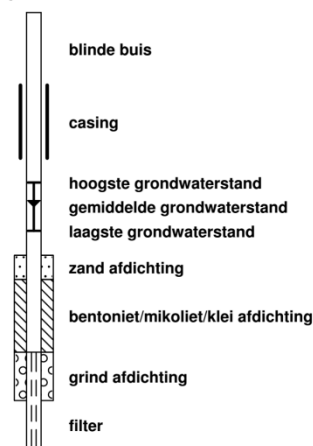 blinde buis
casing
hoogste grondwaterstand
gemiddelde grondwaterstand
laagste grondwaterstand
zand afdichting
bentoniet/mikoliet/klei afdichting
grind afdichting
filter